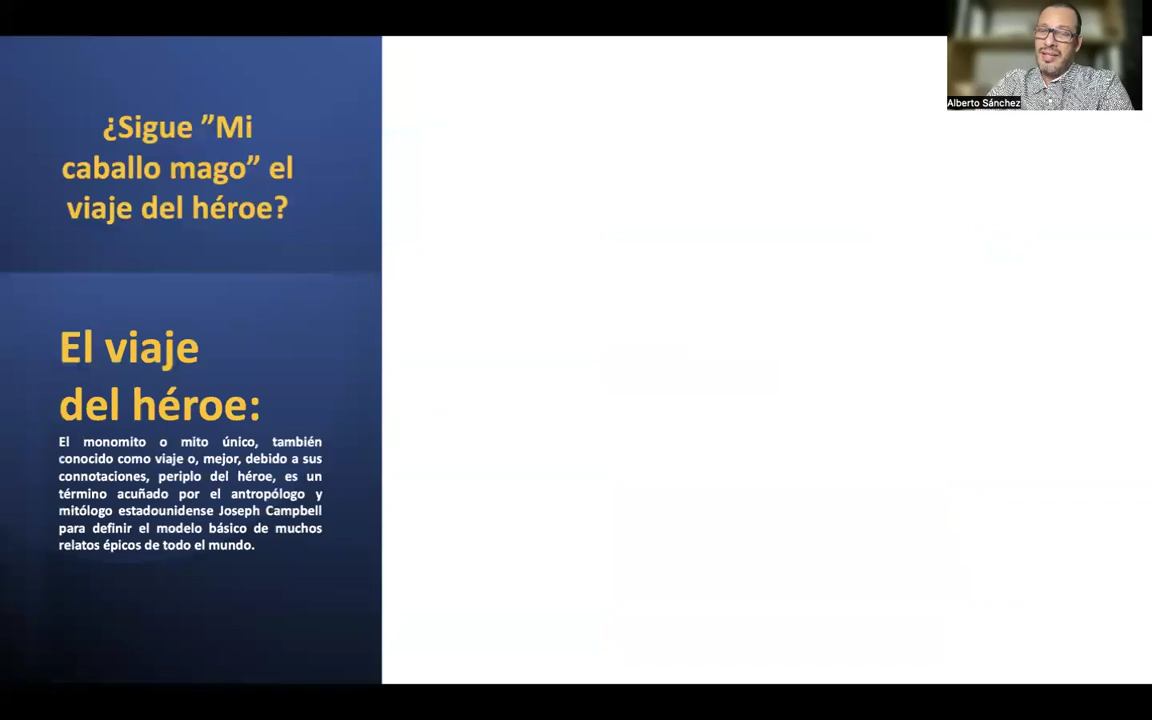 ¿Sigue ”Mi
caballo mago” el
viaje del héroe?
El viaje
del héroe:
El monomito o mito único, también
conocido como viaje o, mejor, debido a sus
connotaciones, periplo del héroe, es un
término acuñado por el antropólogo y
mitólogo estadounidense Joseph Campbell
para definir el modelo básico de muchos
relatos épicos de todo el mundo.
Alberto Sánchez